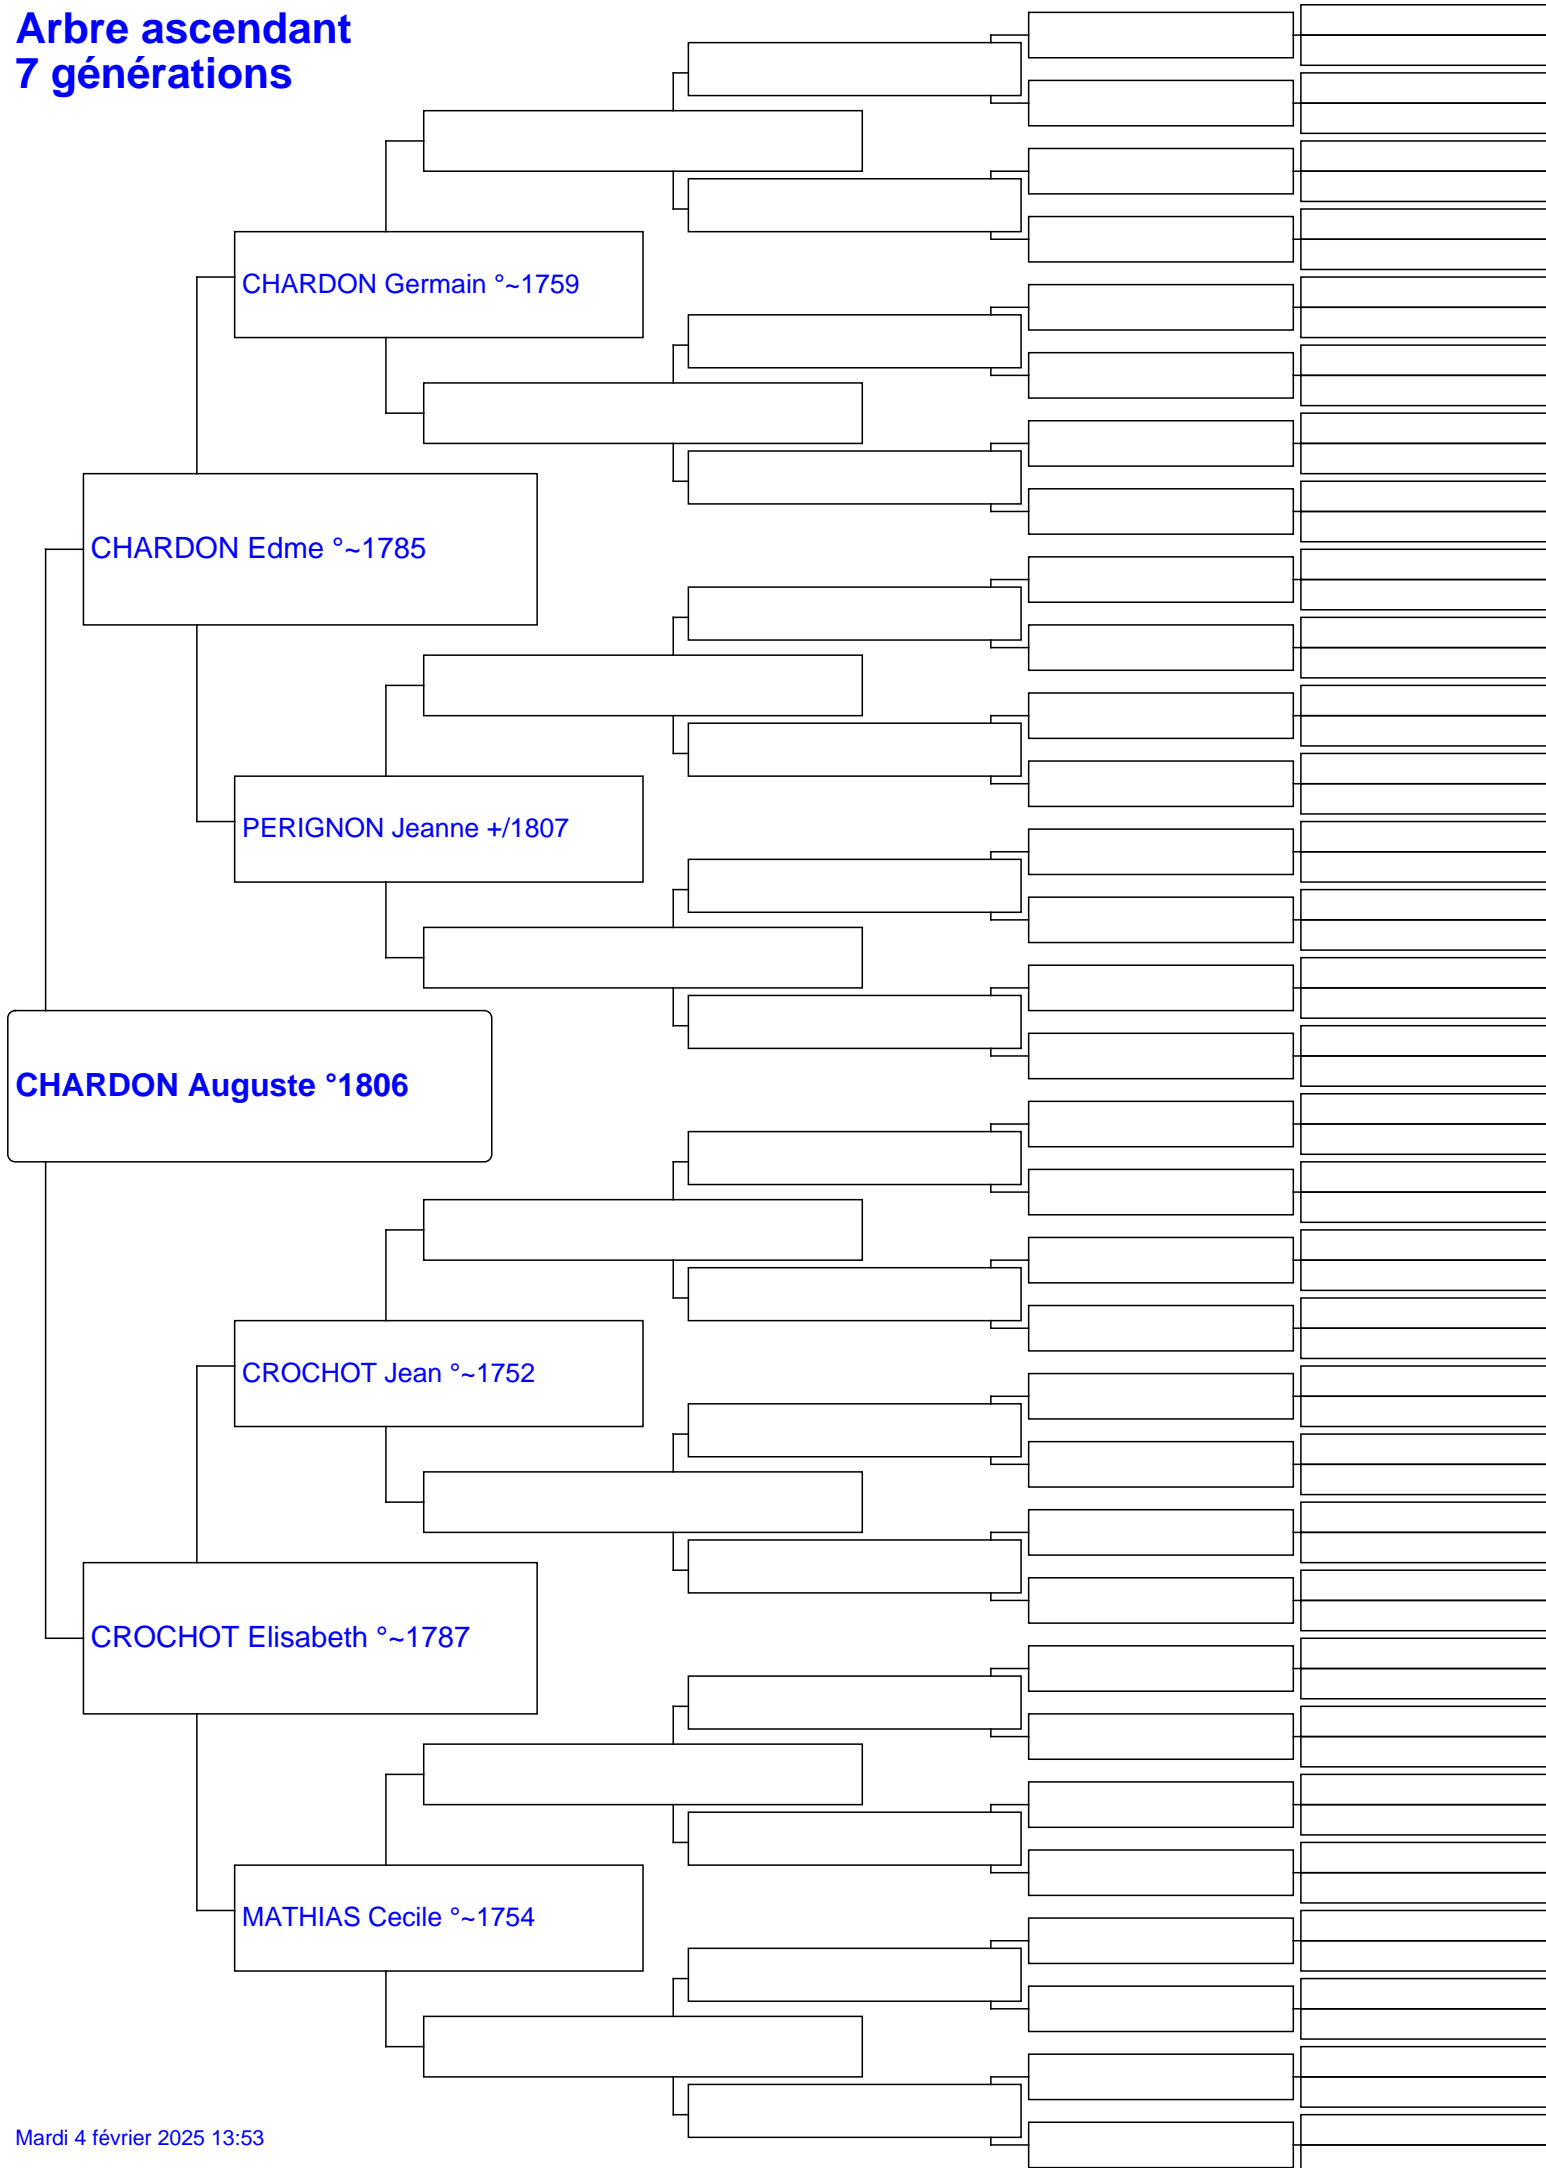 Arbre ascendant
7 générations
CHARDON Germain °~1759
CHARDON Edme °~1785
PERIGNON Jeanne +/1807
CHARDON Auguste °1806
CROCHOT Jean °~1752
CROCHOT Elisabeth °~1787
MATHIAS Cecile °~1754
Mardi 4 février 2025 13:53